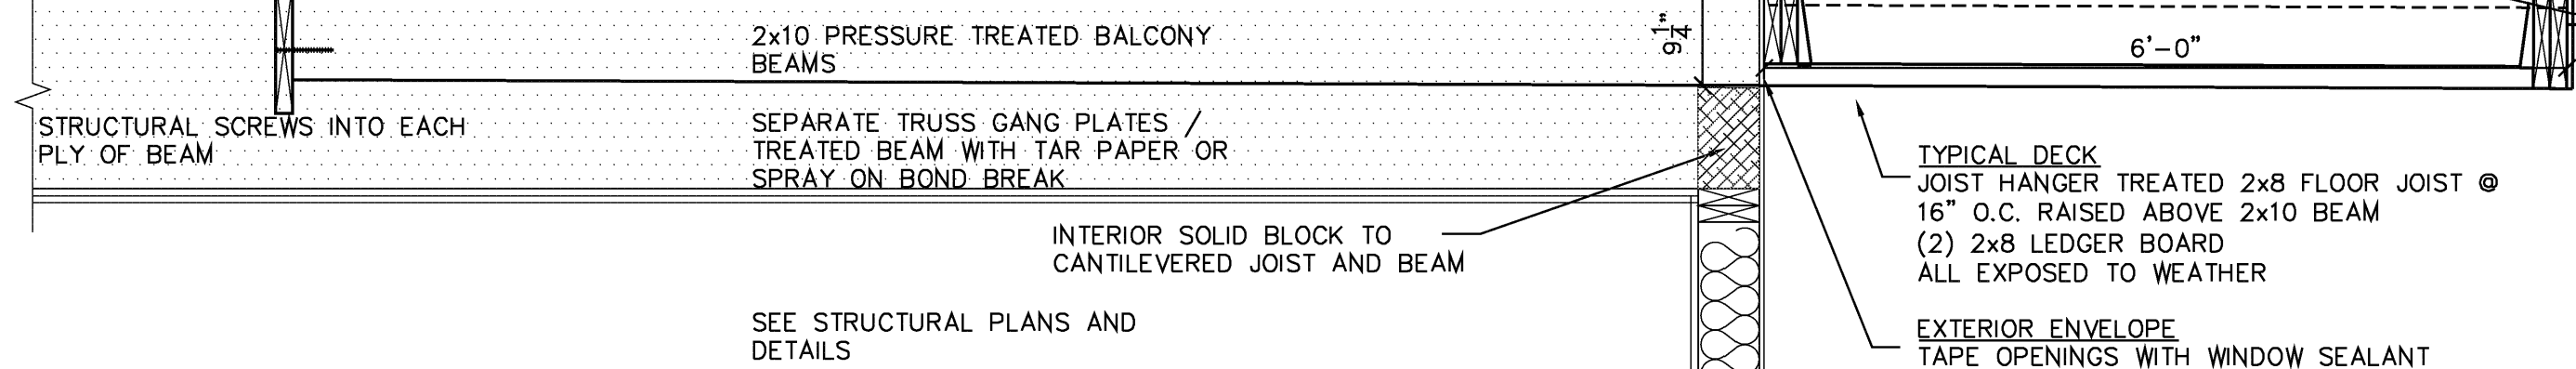 2x10 PRESSURE TREATED BALCONY
BEAMS
9 1/4"
6'-0"
STRUCTURAL SCREWS INTO EACH
PLY OF BEAM
SEPARATE TRUSS GANG PLATES /
TREATED BEAM WITH TAR PAPER OR
SPRAY ON BOND BREAK
INTERIOR SOLID BLOCK TO
CANTILEVERED JOIST AND BEAM
SEE STRUCTURAL PLANS AND
DETAILS
TYPICAL DECK
JOIST HANGER TREATED 2x8 FLOOR JOIST @
16" O.C. RAISED ABOVE 2x10 BEAM
(2) 2x8 LEDGER BOARD
ALL EXPOSED TO WEATHER
EXTERIOR ENVELOPE
TAPE OPENINGS WITH WINDOW SEALANT